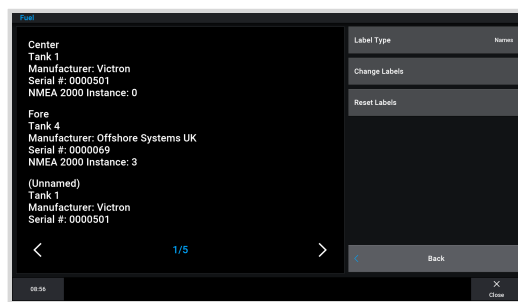 Fuel
Center
Tank 1
Manufacturer: Victron
Serial #: 0000501
NMEA 2000 Instance: 0
Fore
Tank 4
Manufacturer: Offshore Systems UK
Serial #: 0000069
NMEA 2000 Instance: 3
(Unnamed)
Tank 1
Manufacturer: Victron
Serial #: 0000501
1/5
Label Type Names
Change Labels
Reset Labels
Back
08:56
Close